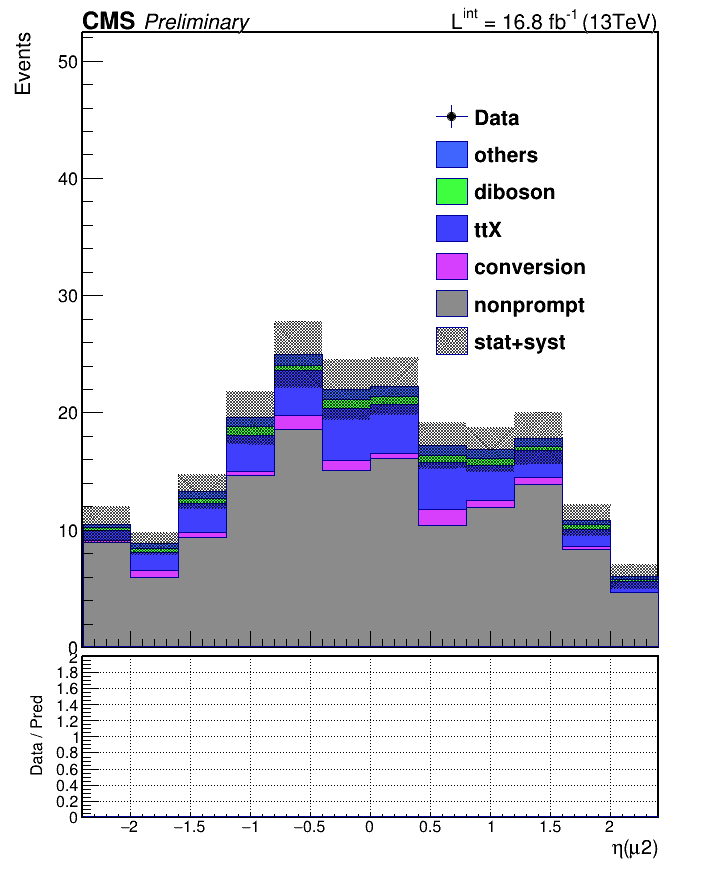 CMS Preliminary L^int = 16.8 fb^-1 (13TeV)
Events
50
40
30
20
10
0
Data
others
diboson
ttX
conversion
nonprompt
stat+syst
Data / Pred
2
1.8
1.6
1.4
1.2
1
0.8
0.6
0.4
0.2
0
−2 −1.5 −1 −0.5 0 0.5 1 1.5 2
η(μ2)